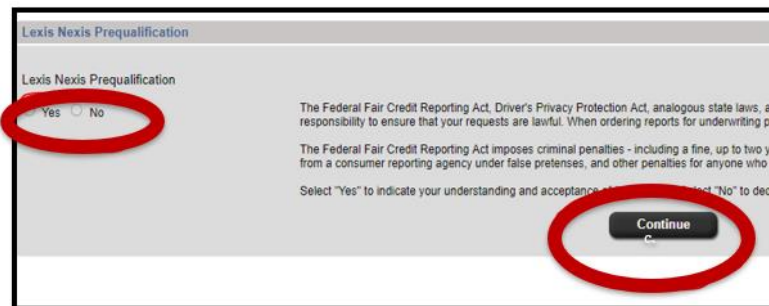 Lexis Nexis Prequalification
Lexis Nexis Prequalification
Yes No
The Federal Fair Credit Reporting Act, Driver's Privacy Protection Act, analogous state laws, a
responsibility to ensure that your requests are lawful. When ordering reports for underwriting p
The Federal Fair Credit Reporting Act imposes criminal penalties - including a fine, up to two y
from a consumer reporting agency under false pretenses, and other penalties for anyone who
Select "Yes" to indicate your understanding and acceptance "No" to dec
Continue
c.